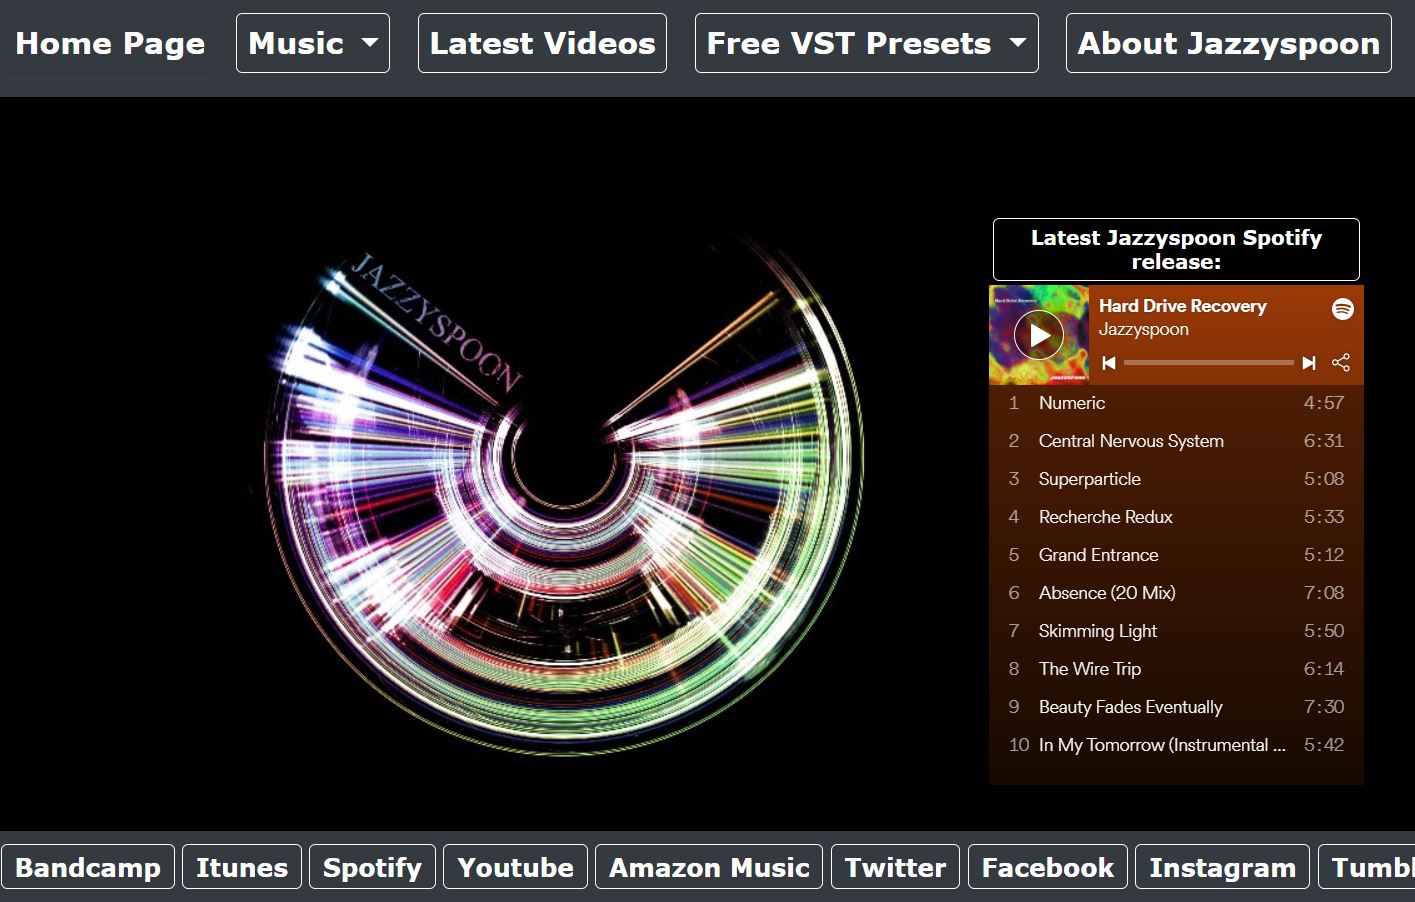 Home Page
Music
Latest Videos
Free VST Presets
About Jazzyspoon
JAZZYSPOON
Latest Jazzyspoon Spotify
release:
Hard Drive Recovery
Jazzyspoon
Hard Drive Recovery
JAZZYSPOON
1 Numeric 4:57
2 Central Nervous System 6:31
3 Superparticle 5:08
4 Recherche Redux 5:33
5 Grand Entrance 5:12
6 Absence (20 Mix) 7:08
7 Skimming Light 5:50
8 The Wire Trip 6:14
9 Beauty Fades Eventually 7:30
10 In My Tomorrow (Instrumental ... 5:42
Bandcamp
Itunes
Spotify
Youtube
Amazon Music
Twitter
Facebook
Instagram